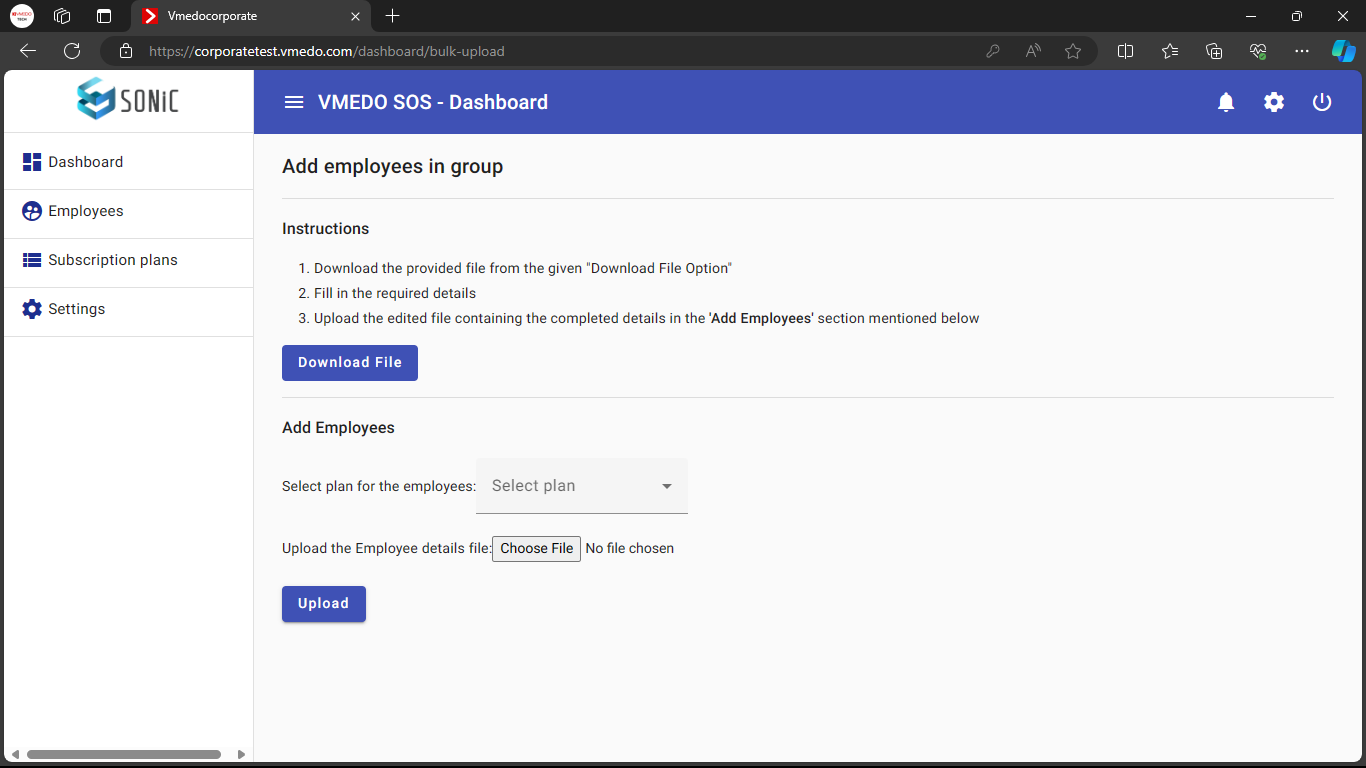 Vmedocorporate
https://corporatetest.vmedo.com/dashboard/bulk-upload
SONiC
VMEDO SOS - Dashboard
Dashboard
Employees
Subscription plans
Settings
Add employees in group
Instructions
1. Download the provided file from the given "Download File Option"
2. Fill in the required details
3. Upload the edited file containing the completed details in the 'Add Employees' section mentioned below
Download File
Add Employees
Select plan for the employees: Select plan
Upload the Employee details file: Choose File No file chosen
Upload